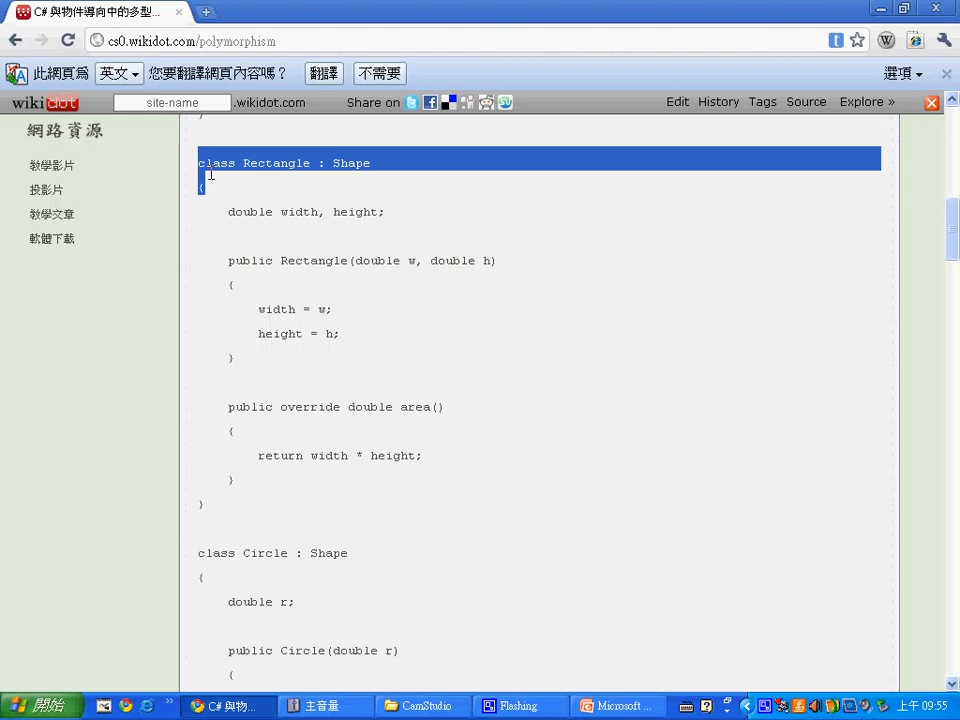 C# 與物件導向中的多型...
cs0.wikidot.com/polymorphism
此網頁為 英文 您要翻譯網頁內容嗎？ 翻譯 不需要 選項
wikidot site-name .wikidot.com Share on Edit History Tags Source Explore »
網路資源
教學影片
投影片
教學文章
軟體下載
}
class Rectangle : Shape
{
double width, height;
public Rectangle(double w, double h)
{
width = w;
height = h;
}
public override double area()
{
return width * height;
}
}
class Circle : Shape
{
double r;
public Circle(double r)
{
開始 C# 與物... 主音量 CamStudio Flashing Microsoft ... 上午 09:55